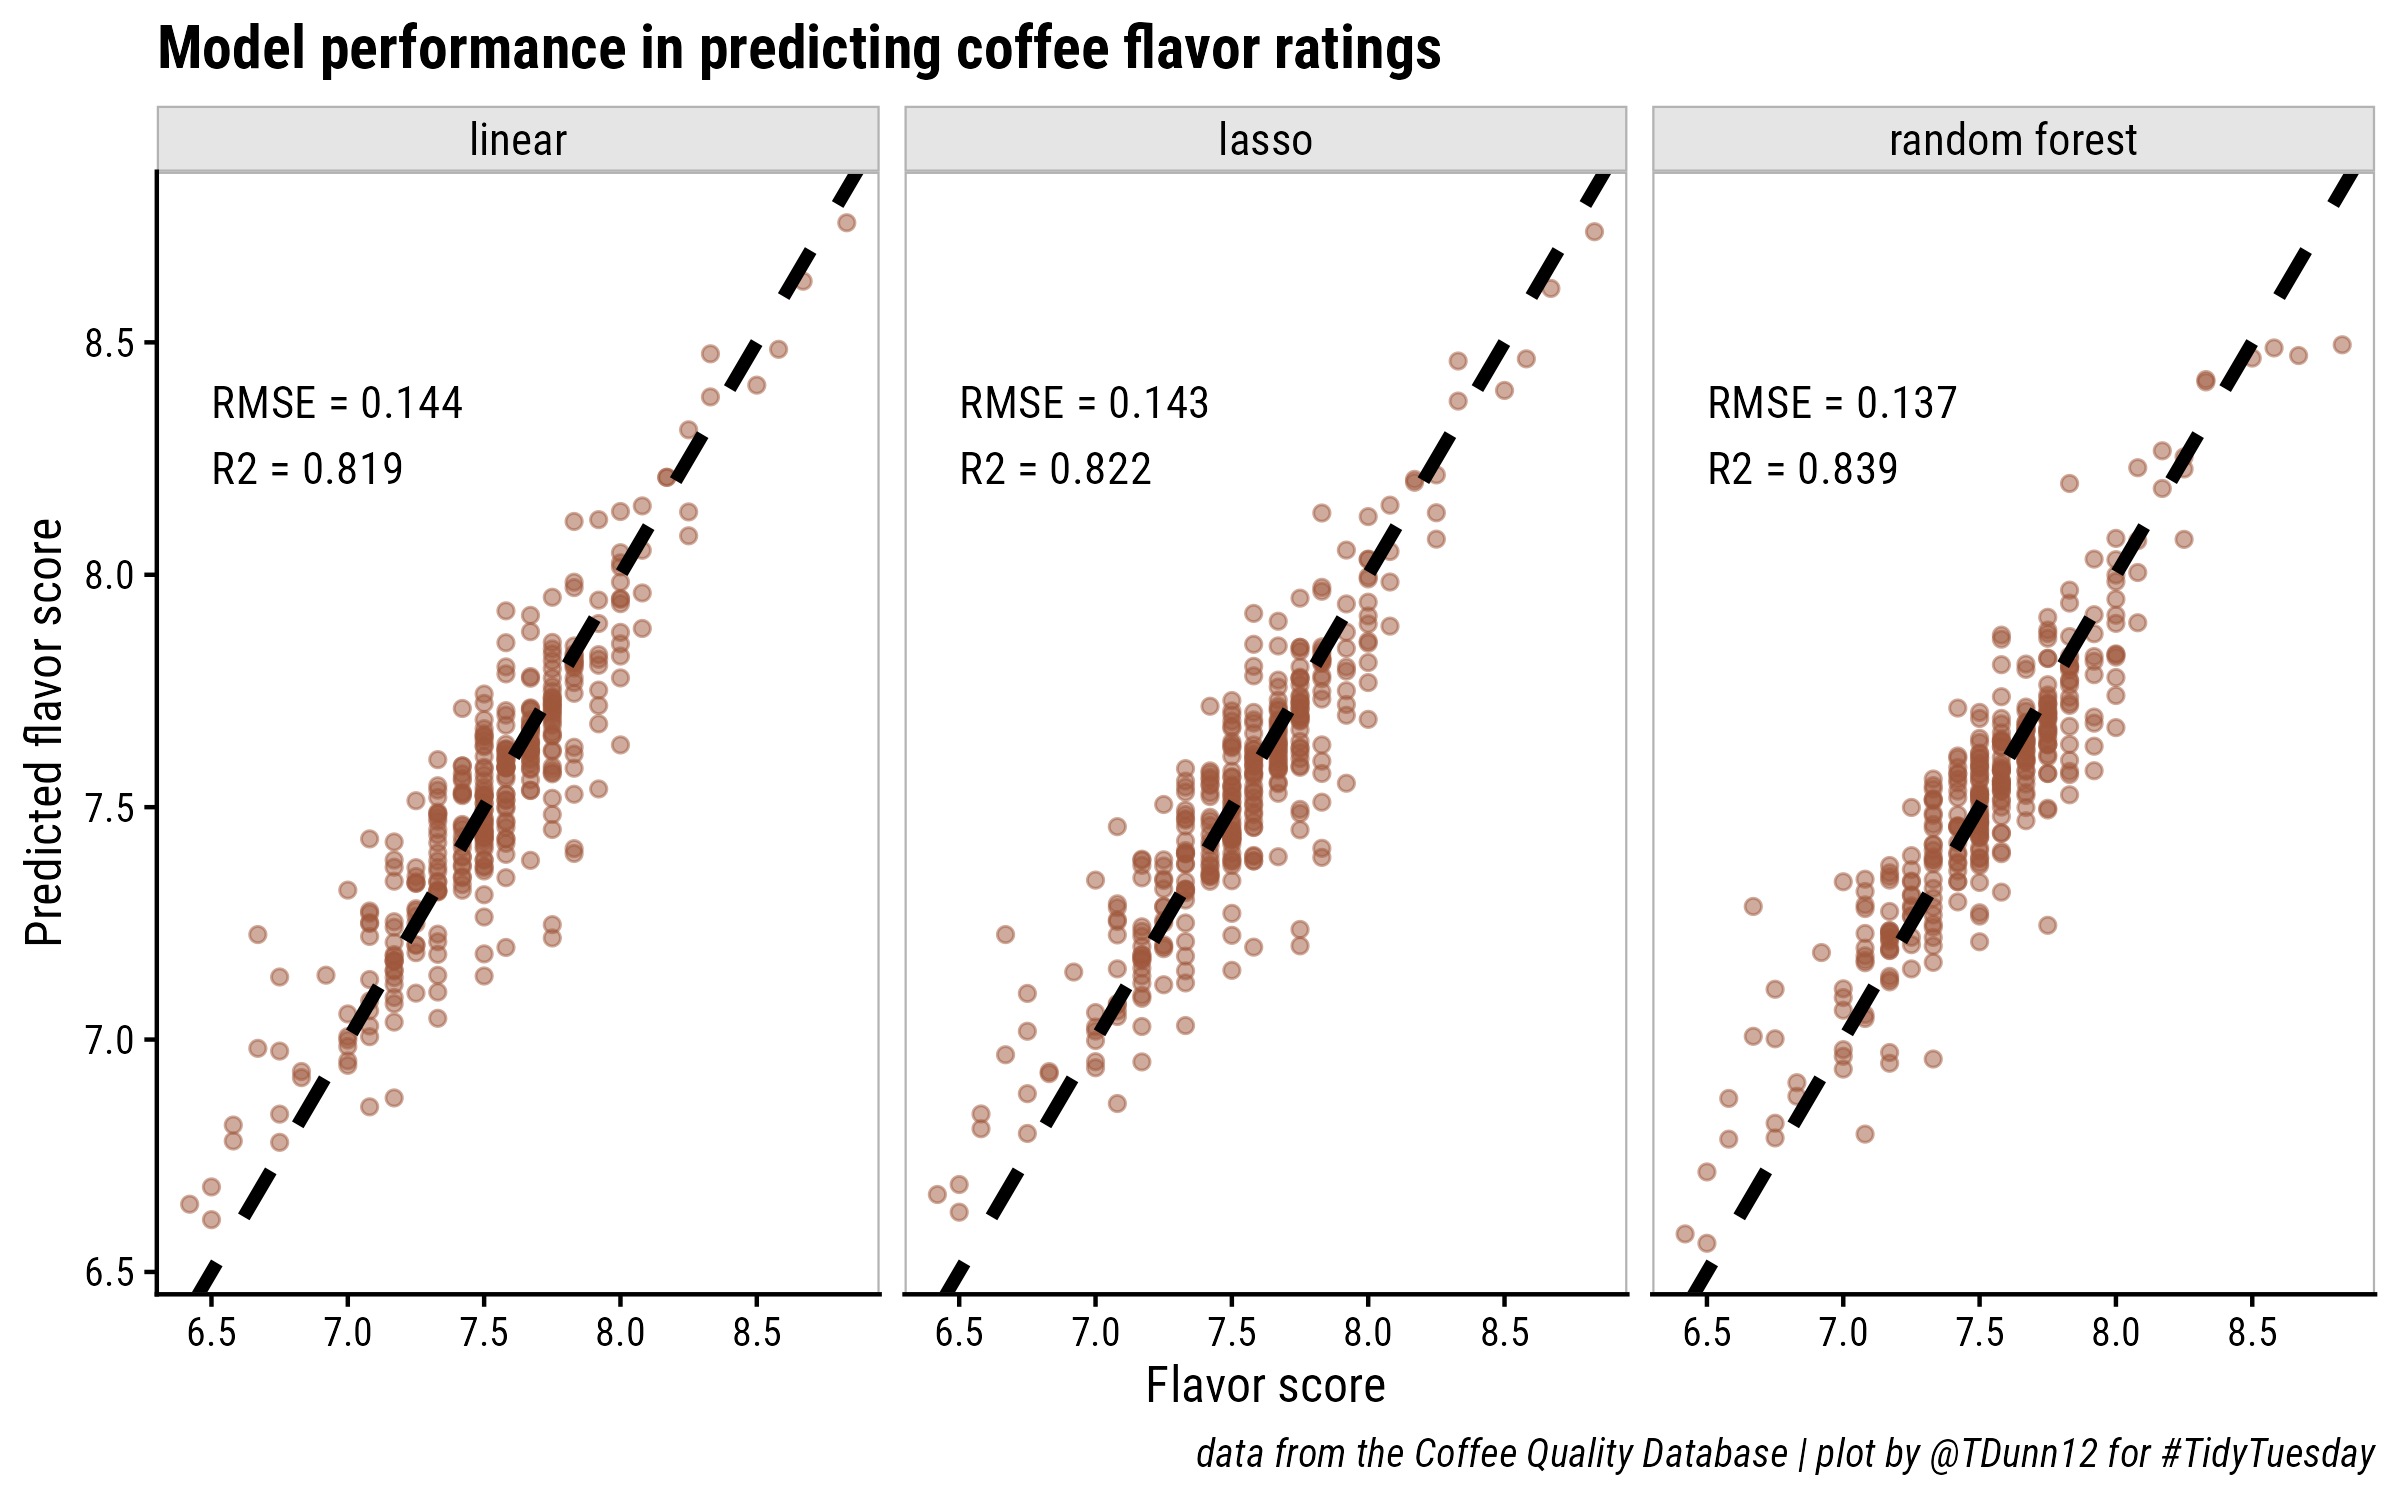 Model performance in predicting coffee flavor ratings
linear
lasso
random forest
RMSE = 0.144
R2 = 0.819
RMSE = 0.143
R2 = 0.822
RMSE = 0.137
R2 = 0.839
Predicted flavor score
8.5
8.0
7.5
7.0
6.5
6.5 7.0 7.5 8.0 8.5
6.5 7.0 7.5 8.0 8.5
6.5 7.0 7.5 8.0 8.5
Flavor score
data from the Coffee Quality Database | plot by @TDunn12 for #TidyTuesday